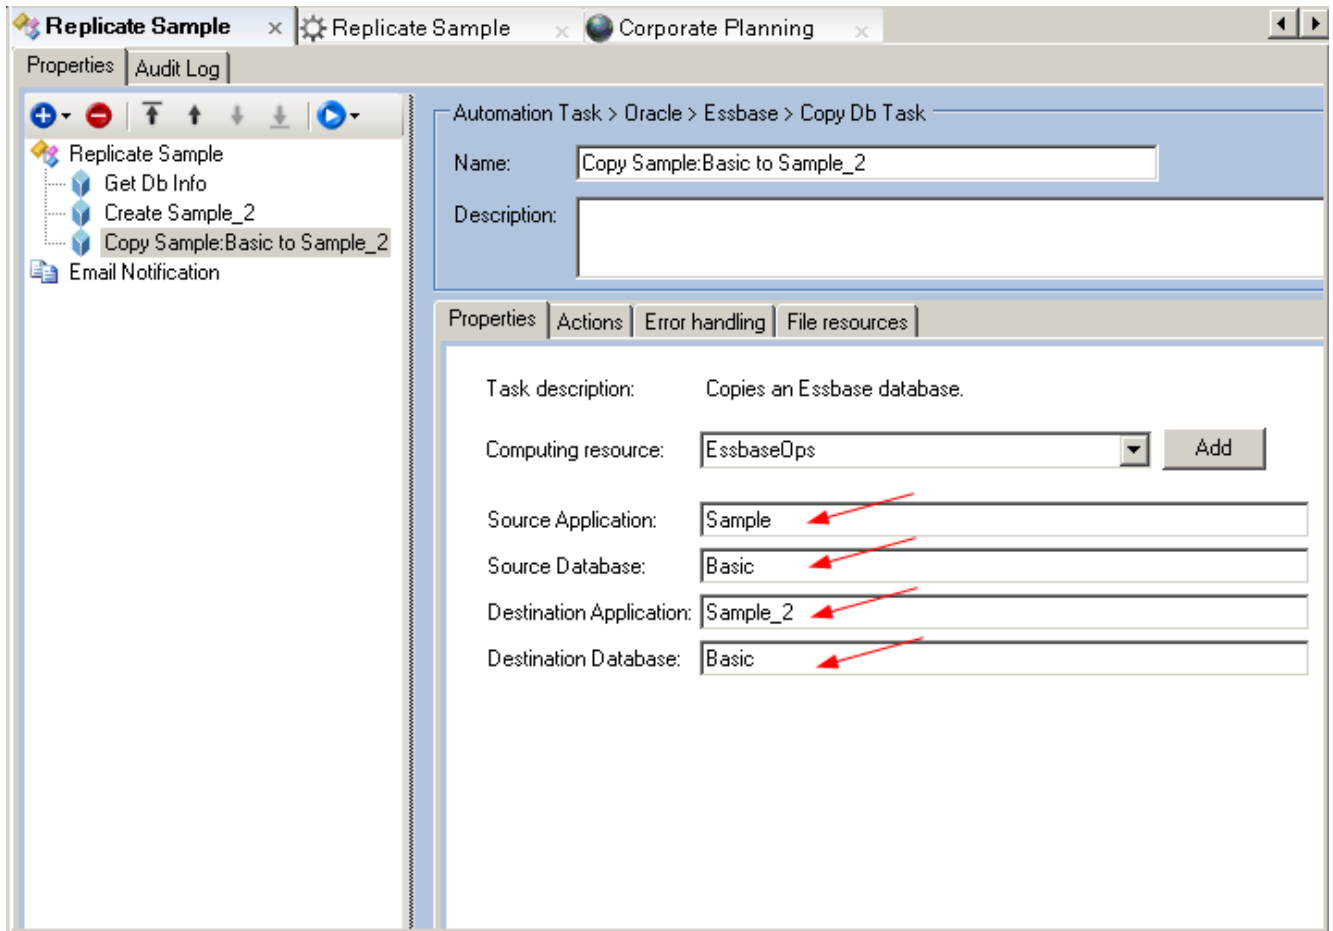 Replicate Sample x Replicate Sample x Corporate Planning x
Properties Audit Log
Replicate Sample
Get Db Info
Create Sample_2
Copy Sample:Basic to Sample_2
Email Notification
Automation Task > Oracle > Essbase > Copy Db Task
Name: Copy Sample:Basic to Sample_2
Description:
Properties Actions Error handling File resources
Task description: Copies an Essbase database.
Computing resource: EssbaseOps Add
Source Application: Sample
Source Database: Basic
Destination Application: Sample_2
Destination Database: Basic